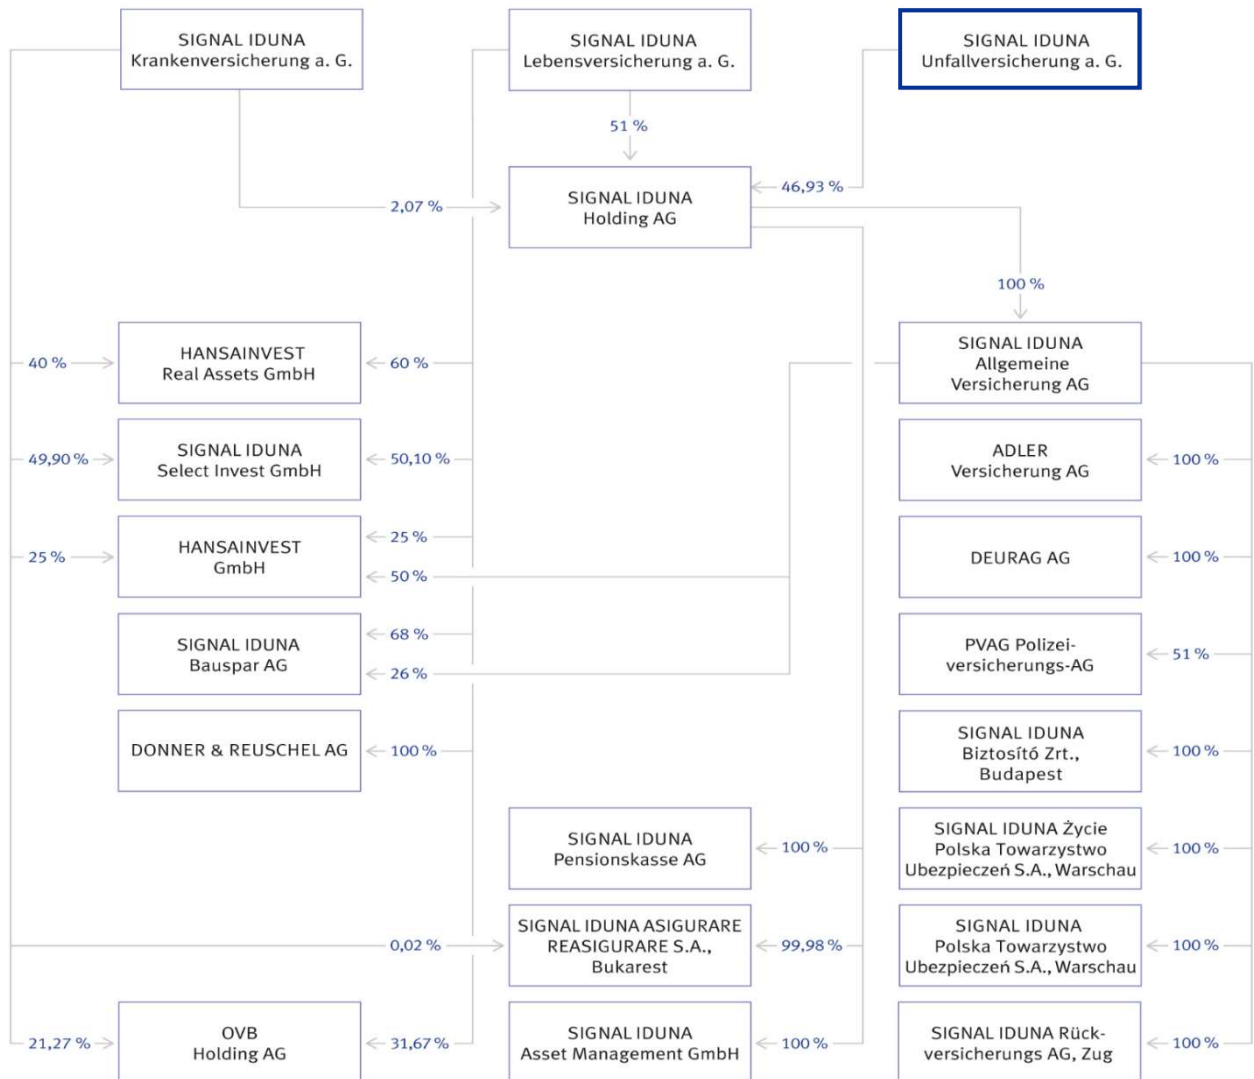 SIGNAL IDUNA
Krankenversicherung a. G.
SIGNAL IDUNA
Lebensversicherung a. G.
SIGNAL IDUNA
Unfallversicherung a. G.
51 %
46,93 %
2,07 %
SIGNAL IDUNA
Holding AG
100 %
40 %
HANSAINVEST
Real Assets GmbH
60 %
SIGNAL IDUNA
Allgemeine
Versicherung AG
49,90 %
SIGNAL IDUNA
Select Invest GmbH
50,10 %
ADLER
Versicherung AG
100 %
25 %
HANSAINVEST
GmbH
25 %
50 %
DEURAG AG
100 %
SIGNAL IDUNA
Bauspar AG
68 %
26 %
PVAG Polizei-
versicherungs-AG
51 %
DONNER & REUSCHEL AG
100 %
SIGNAL IDUNA
Biztosító Zrt.,
Budapest
100 %
SIGNAL IDUNA
Pensionskasse AG
100 %
SIGNAL IDUNA Życie
Polska Towarzystwo
Ubezpieczeń S.A., Warschau
100 %
0,02 %
SIGNAL IDUNA ASIGURARE
REASIGURARE S.A.,
Bukarest
99,98 %
SIGNAL IDUNA
Polska Towarzystwo
Ubezpieczeń S.A., Warschau
100 %
21,27 %
OVB
Holding AG
31,67 %
SIGNAL IDUNA
Asset Management GmbH
100 %
SIGNAL IDUNA Rück-
versicherungs AG, Zug
100 %